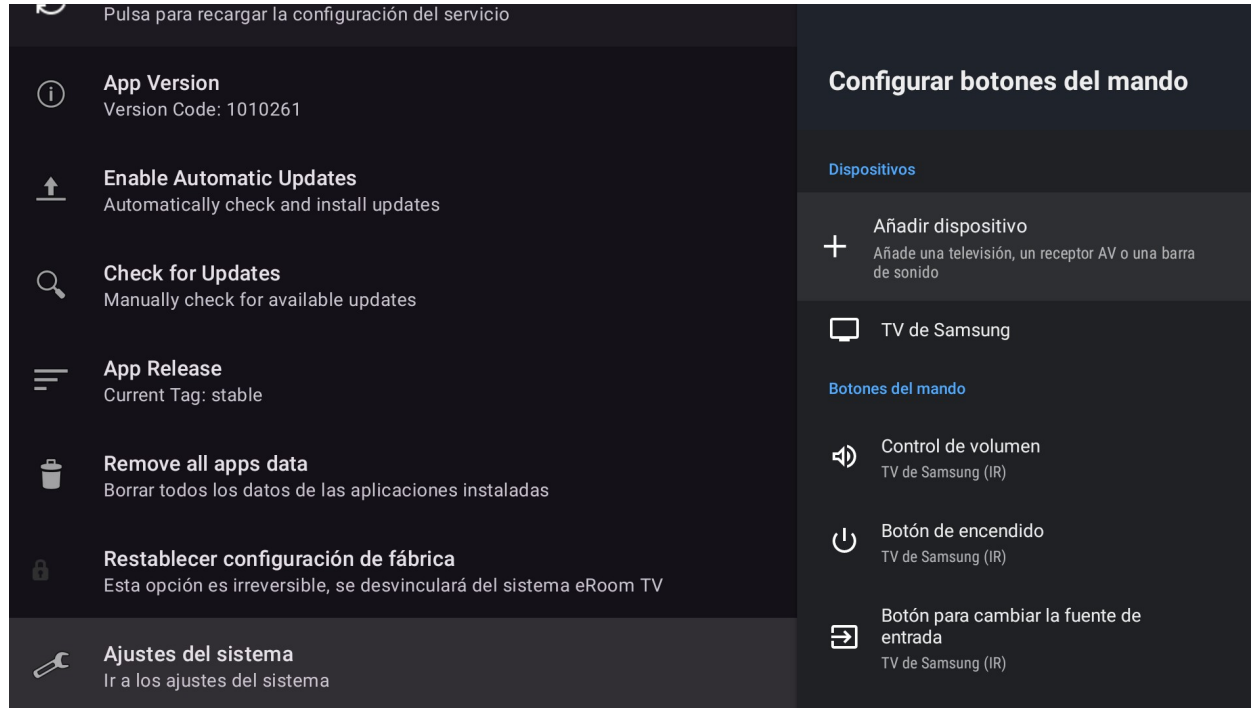 Pulsa para recargar la configuración del servicio
App Version
Version Code: 1010261
Enable Automatic Updates
Automatically check and install updates
Check for Updates
Manually check for available updates
App Release
Current Tag: stable
Remove all apps data
Borrar todos los datos de las aplicaciones instaladas
Restablecer configuración de fábrica
Esta opción es irreversible, se desvinculará del sistema eRoom TV
Ajustes del sistema
Ir a los ajustes del sistema
Configurar botones del mando
Dispositivos
Añadir dispositivo
Añade una televisión, un receptor AV o una barra
de sonido
TV de Samsung
Botones del mando
Control de volumen
TV de Samsung (IR)
Botón de encendido
TV de Samsung (IR)
Botón para cambiar la fuente de
entrada
TV de Samsung (IR)